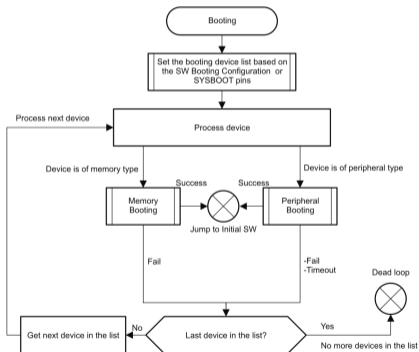 Booting
Set the booting device list based on
the SW Booting Configuration or
SYSBOOT pins
Process next device
Process device
Device is of memory type
Device is of peripheral type
Success
Success
Memory
Booting
Peripheral
Booting
Jump to Initial SW
Fail
-Fail
-Timeout
Dead loop
Get next device in the list
No
Last device in the list?
Yes
No more devices in the list